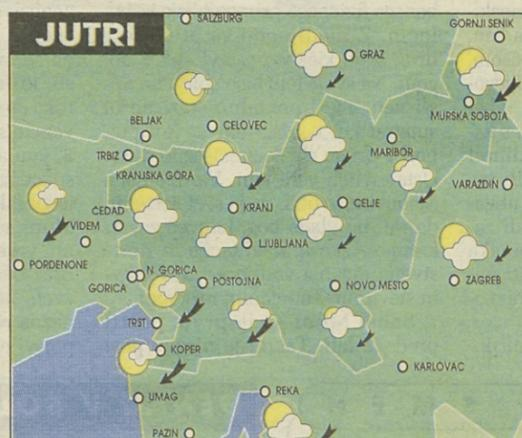 JUTRI
SALZBURG
GORNJI SENIK
GRAZ
MURSKA SOBOTA
BELJAK
CELOVEC
MARIBOR
TRBIŽ
KRANJSKA GORA
VARAŽDIN
ČEDAD
KRANJ
CELJE
VIDEM
LJUBLJANA
PORDENONE
N. GORICA
GORICA
POSTOJNA
NOVO MESTO
ZAGREB
TRST
KOPER
KARLOVAC
UMAG
REKA
PAZIN